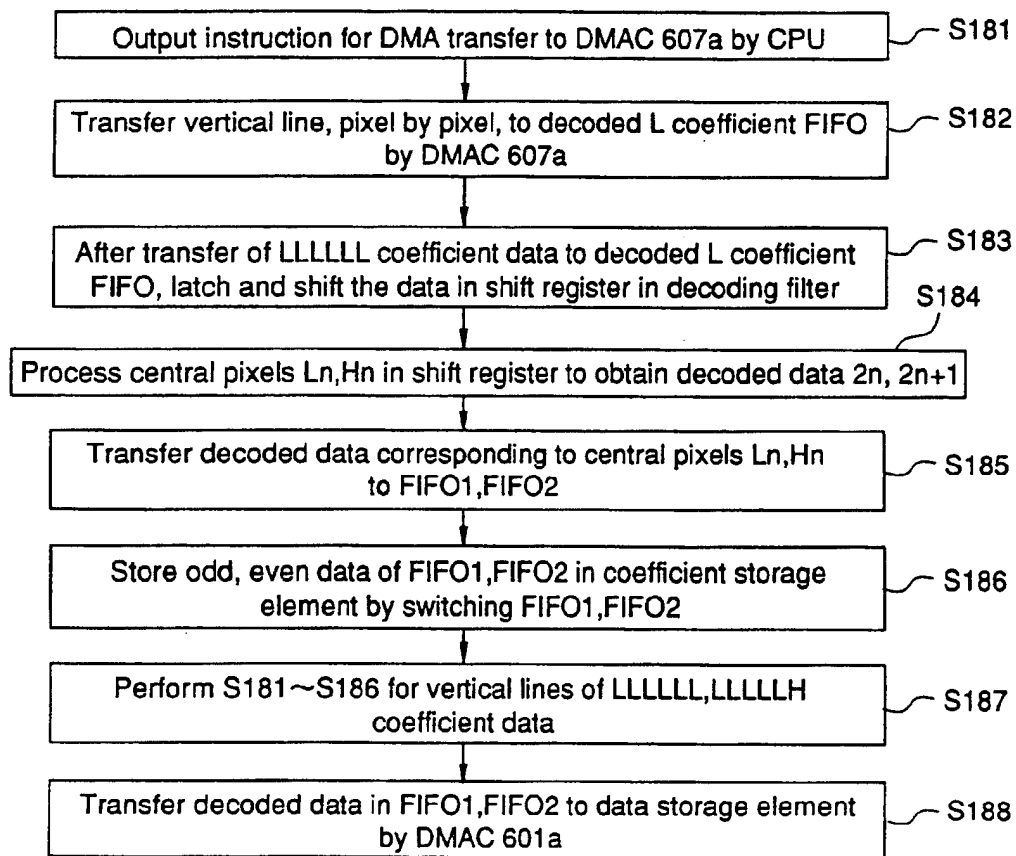 Output instruction for DMA transfer to DMAC 607a by CPU
S181
Transfer vertical line, pixel by pixel, to decoded L coefficient FIFO
by DMAC 607a
S182
After transfer of LLLLLL coefficient data to decoded L coefficient
FIFO, latch and shift the data in shift register in decoding filter
S183
S184
Process central pixels Ln,Hn in shift register to obtain decoded data 2n, 2n+1
Transfer decoded data corresponding to central pixels Ln,Hn
to FIFO1,FIFO2
S185
Store odd, even data of FIFO1,FIFO2 in coefficient storage
element by switching FIFO1,FIFO2
S186
Perform S181~S186 for vertical lines of LLLLLL,LLLLLH
coefficient data
S187
Transfer decoded data in FIFO1,FIFO2 to data storage element
by DMAC 601a
S188